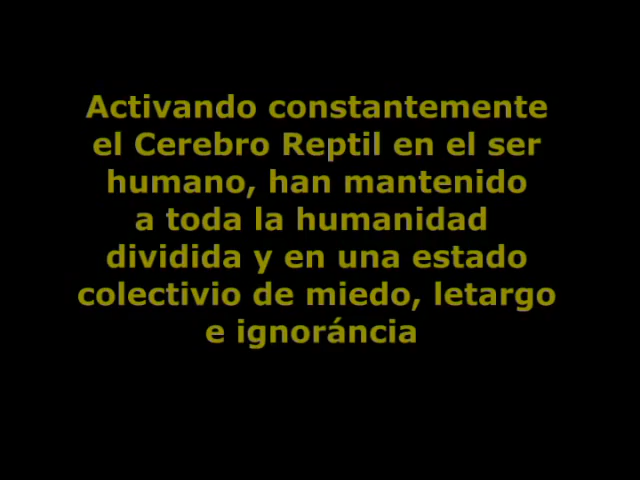 Activando constantemente
el Cerebro Reptil en el ser
humano, han mantenido
a toda la humanidad
dividida y en una estado
colectivio de miedo, letargo
e ignoráncia